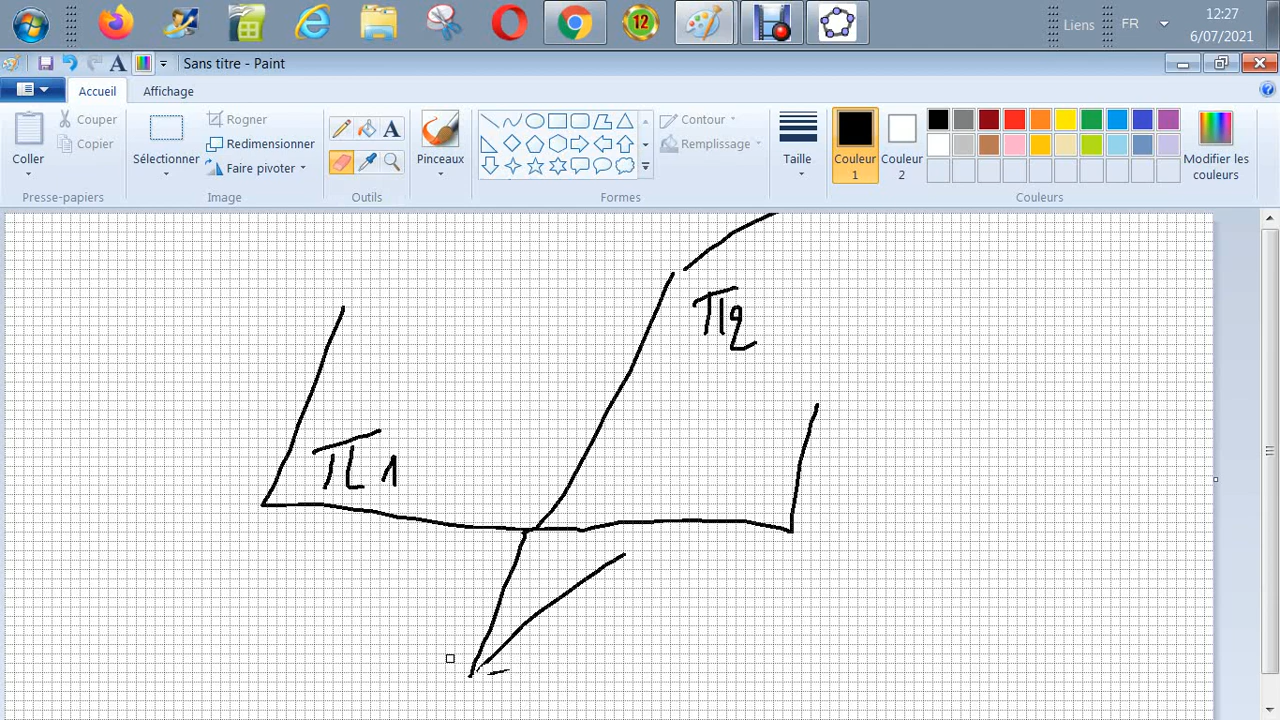 12
Liens
FR
12:27
6/07/2021
Sans titre - Paint
Accueil
Affichage
Coller
Couper
Copier
Presse-papiers
Sélectionner
Rogner
Redimensionner
Faire pivoter
Image
A
Outils
Pinceaux
Contour
Remplissage
Formes
Taille
Couleur
1
Couleur
2
Modifier les
couleurs
Couleurs
π2
π1